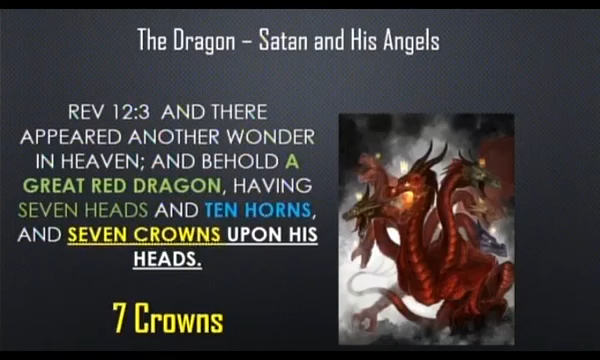 The Dragon – Satan and His Angels
REV 12:3 AND THERE
APPEARED ANOTHER WONDER
IN HEAVEN; AND BEHOLD A
GREAT RED DRAGON, HAVING
SEVEN HEADS AND TEN HORNS,
AND SEVEN CROWNS UPON HIS
HEADS.
7 Crowns